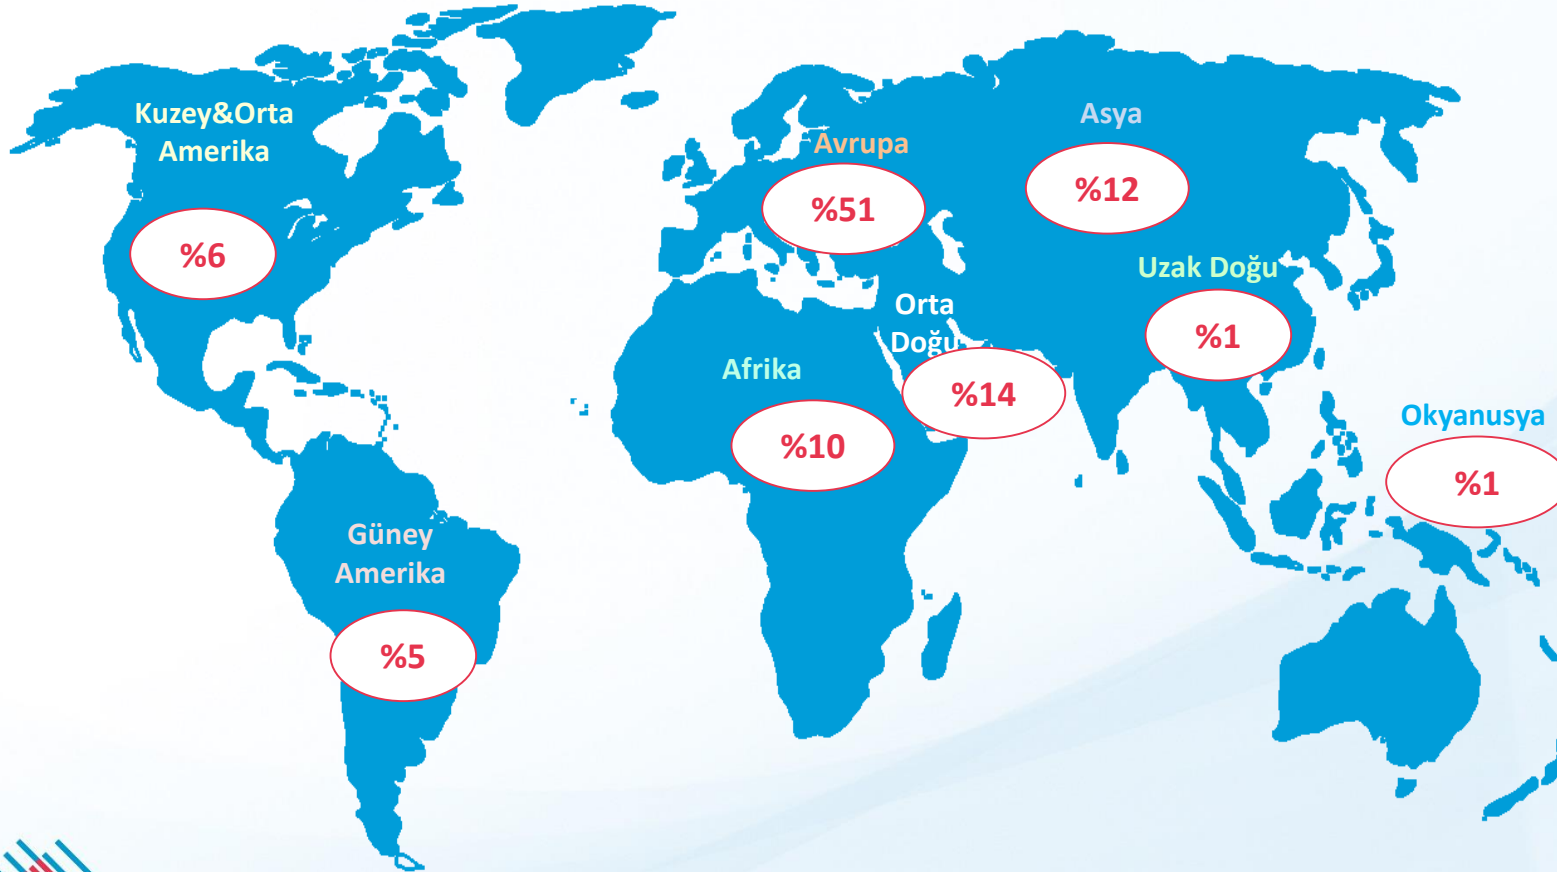 Kuzey&Orta
Amerika
%6
Güney
Amerika
%5
Avrupa
%51
Afrika
%10
Orta
Doğu
%14
Asya
%12
Uzak Doğu
%1
Okyanusya
%1